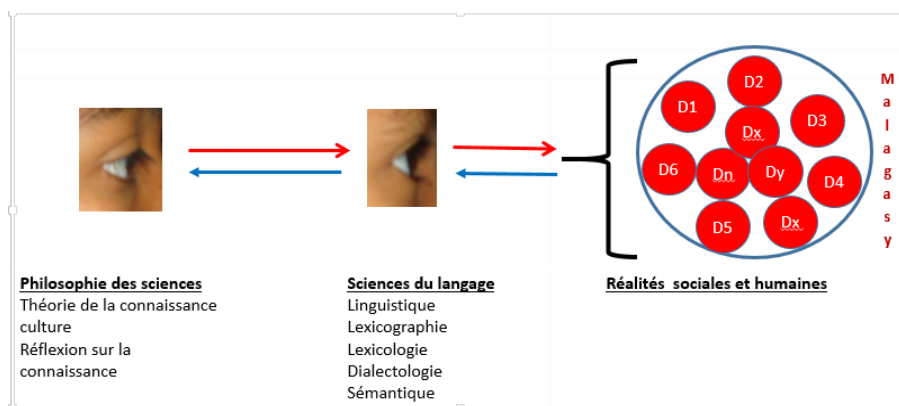 D2
D1
D3
Dx
D6
Dn
Dy
D4
D5
Dx
M
a
l
a
g
a
s
y
Philosophie des sciences
Théorie de la connaissance
culture
Réflexion sur la
connaissance
Sciences du langage
Linguistique
Lexicographie
Lexicologie
Dialectologie
Sémantique
Réalités sociales et humaines